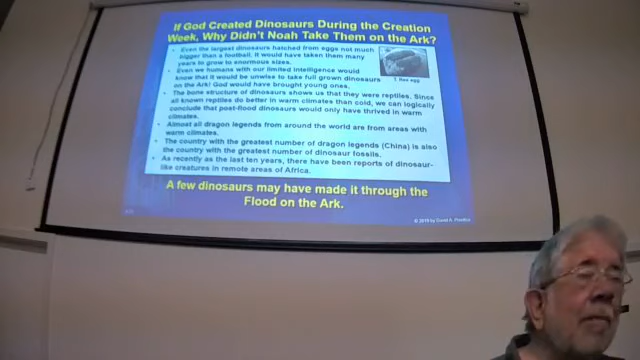 If God Created Dinosaurs During the Creation
Week, Why Didn't Noah Take Them on the Ark?
• Even the largest dinosaurs hatched from eggs not much
bigger than a football. It would have taken them many
years to grow to enormous sizes.
• Even we humans with our limited intelligence would
know that it would be unwise to take full grown dinosaurs
on the Ark! God would have brought young ones.
T. Rex egg
• The bone structure of dinosaurs shows us that they were reptiles. Since
all known reptiles do better in warm climates than cold, we can logically
conclude that post-flood dinosaurs would only have thrived in warm
climates.
• Almost all dragon legends from around the world are from areas with
warm climates.
• The country with the greatest number of dragon legends (China) is also
the country with the greatest number of dinosaur fossils.
• As recently as the last ten years, there have been reports of dinosaur-
like creatures in remote areas of Africa.
A few dinosaurs may have made it through the
Flood on the Ark.
by David A. Prentice